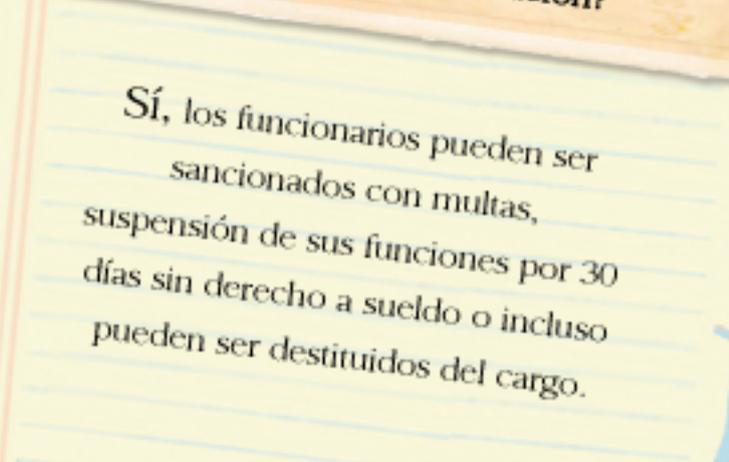 Sí, los funcionarios pueden ser
sancionados con multas,
suspensión de sus funciones por 30
días sin derecho a sueldo o incluso
pueden ser destituidos del cargo.